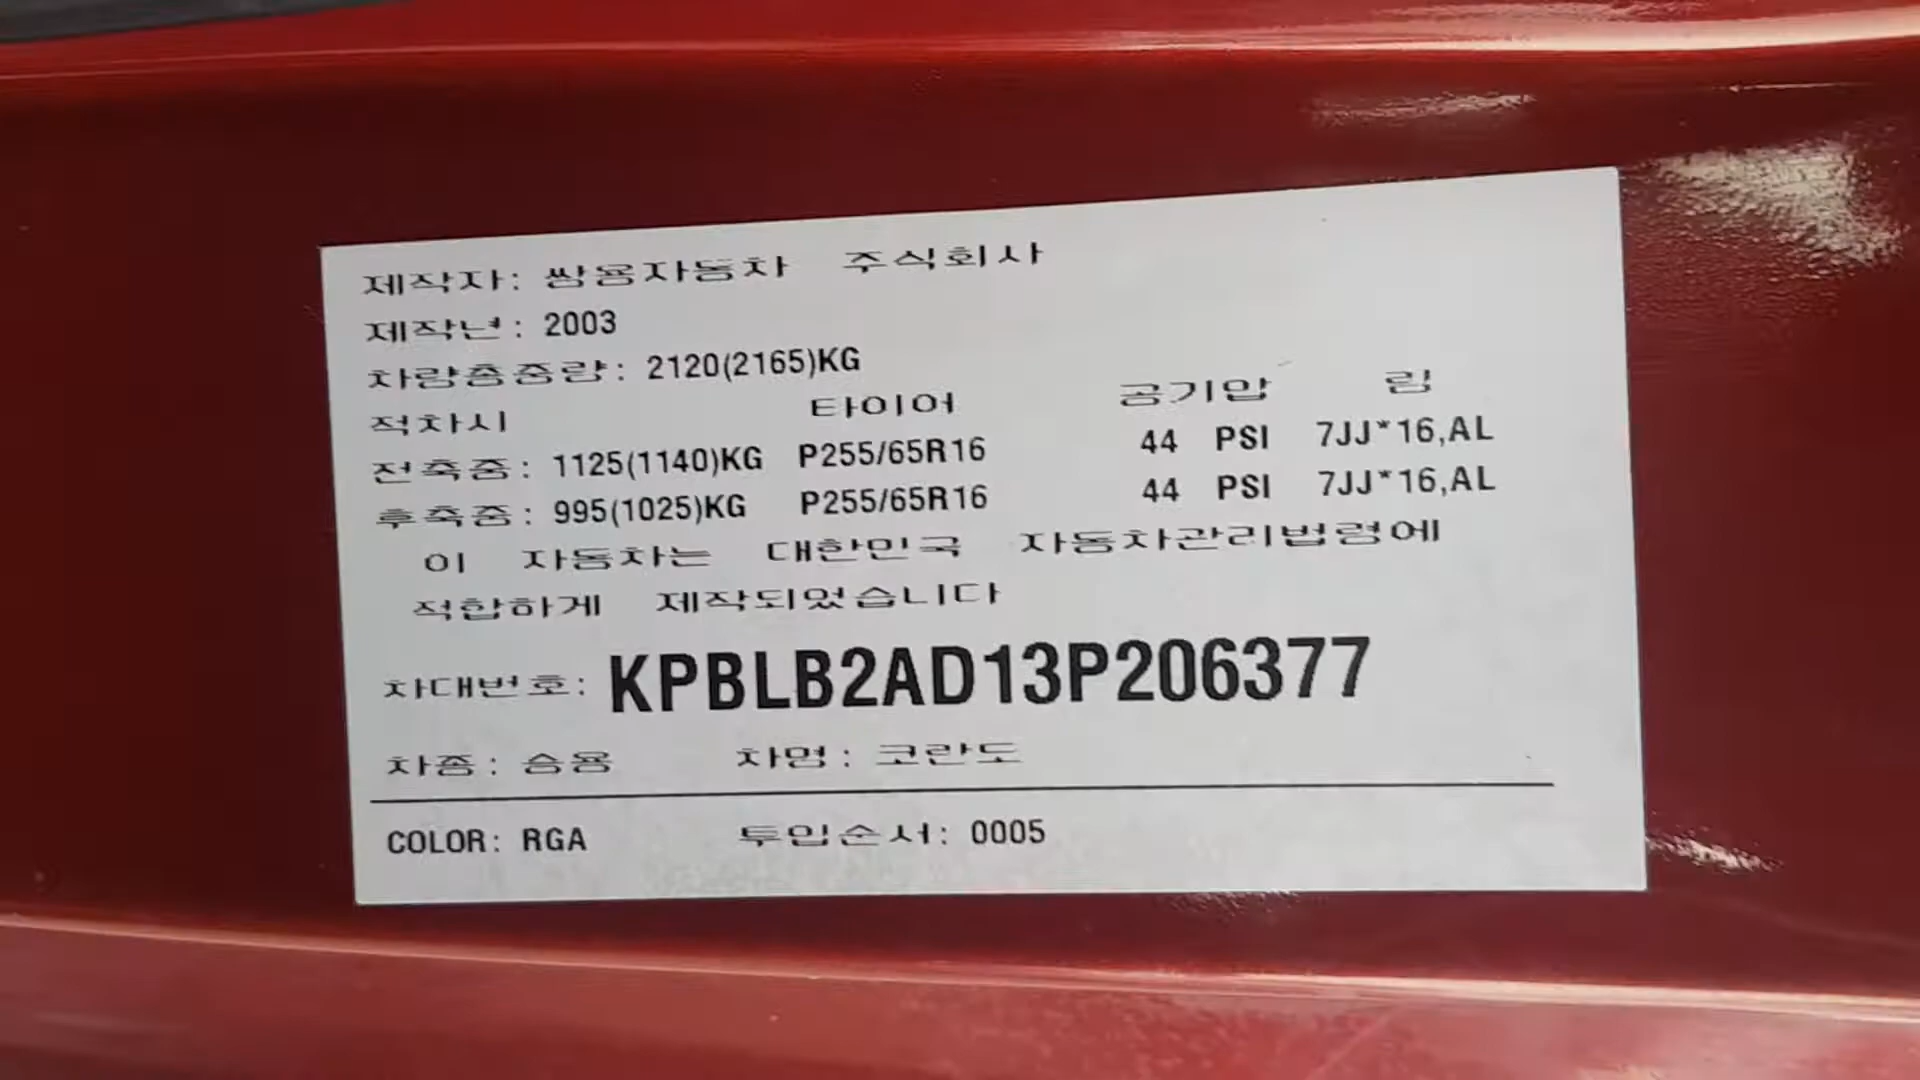 제작자: 쌍용자동차 주식회사
제작년: 2003
차량총중량: 2120(2165)KG
적차시 타이어 공기압 림
전축중: 1125(1140)KG P255/65R16 44 PSI 7JJ*16,AL
후축중: 995(1025)KG P255/65R16 44 PSI 7JJ*16,AL
이 자동차는 대한민국 자동차관리법령에
적합하게 제작되었습니다
차대번호: KPBLB2AD13P206377
차종: 승용 차명: 코란도
COLOR: RGA 투입순서: 0005